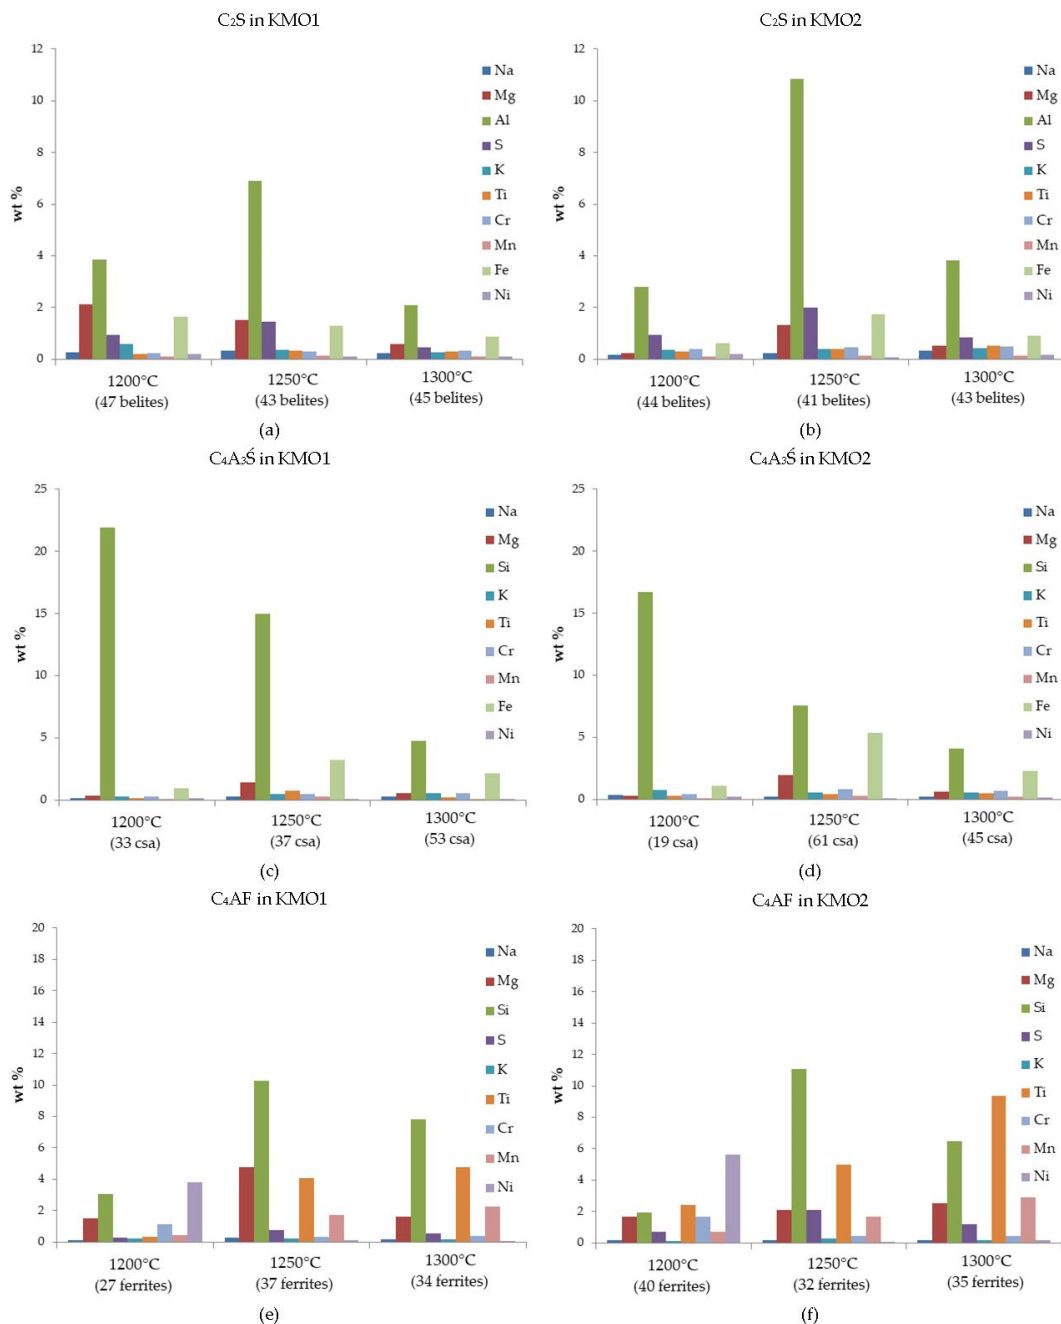 C₂S in KMO1
12
10
8
6
4
2
0
wt %
Na
Mg
Al
S
K
Ti
Cr
Mn
Fe
Ni
1200°C
(47 belites)
1250°C
(43 belites)
1300°C
(45 belites)
(a)
C₂S in KMO2
12
10
8
6
4
2
0
wt %
Na
Mg
Al
S
K
Ti
Cr
Mn
Fe
Ni
1200°C
(44 belites)
1250°C
(41 belites)
1300°C
(43 belites)
(b)
C₄A₃Ś in KMO1
25
20
15
10
5
0
wt %
Na
Mg
Si
K
Ti
Cr
Mn
Fe
Ni
1200°C
(33 csa)
1250°C
(37 csa)
1300°C
(53 csa)
(c)
C₄A₃Ś in KMO2
25
20
15
10
5
0
wt %
Na
Mg
Si
K
Ti
Cr
Mn
Fe
Ni
1200°C
(19 csa)
1250°C
(61 csa)
1300°C
(45 csa)
(d)
C₄AF in KMO1
20
18
16
14
12
10
8
6
4
2
0
wt %
Na
Mg
Si
S
K
Ti
Cr
Mn
Ni
1200°C
(27 ferrites)
1250°C
(37 ferrites)
1300°C
(34 ferrites)
(e)
C₄AF in KMO2
20
18
16
14
12
10
8
6
4
2
0
wt %
Na
Mg
Si
S
K
Ti
Cr
Mn
Ni
1200°C
(40 ferrites)
1250°C
(32 ferrites)
1300°C
(35 ferrites)
(f)